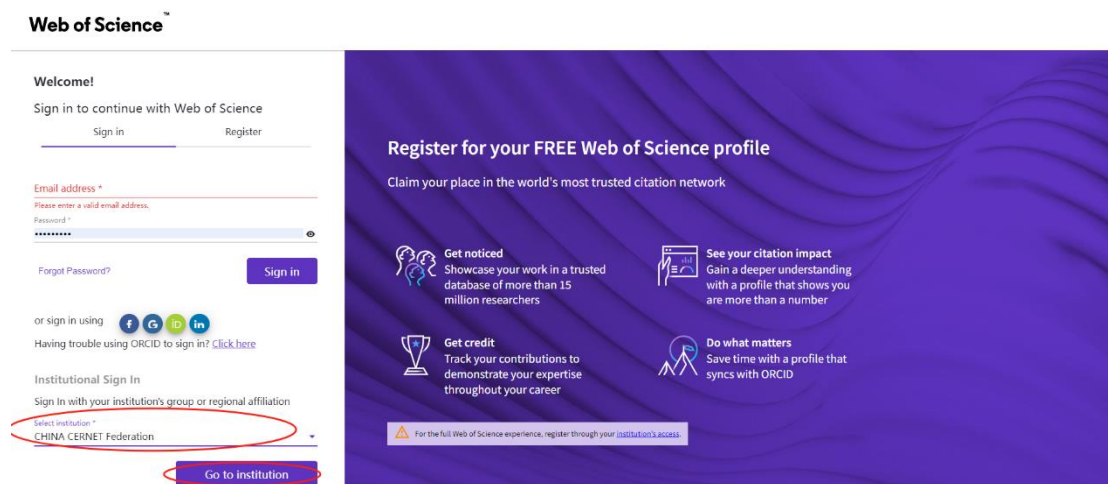 Web of Science™
Welcome!
Sign in to continue with Web of Science
Sign in
Register
Email address *
Please enter a valid email address.
Password *
•••••••••
Forgot Password?
Sign in
or sign in using
f G iD in
Having trouble using ORCID to sign in? Click here
Institutional Sign In
Sign In with your institution's group or regional affiliation
Select institution *
CHINA CERNET Federation
Go to institution
Register for your FREE Web of Science profile
Claim your place in the world's most trusted citation network
Get noticed
Showcase your work in a trusted
database of more than 15
million researchers
See your citation impact
Gain a deeper understanding
with a profile that shows you
are more than a number
Get credit
Track your contributions to
demonstrate your expertise
throughout your career
Do what matters
Save time with a profile that
syncs with ORCID
For the full Web of Science experience, register through your institution's access.